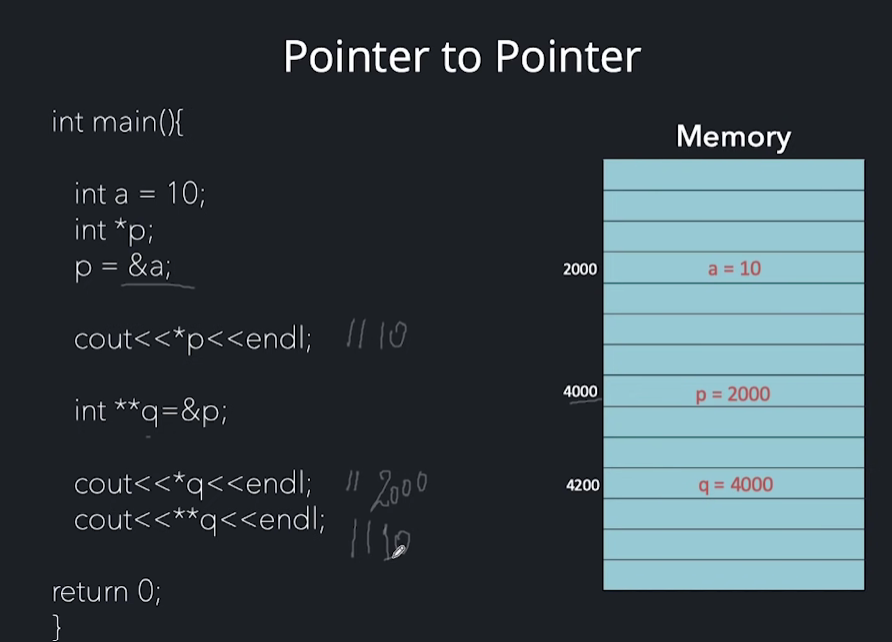 Pointer to Pointer
int main(){
int a = 10;
int *p;
p = &a;
cout<<*p<<endl; // 10
int **q=&p;
cout<<*q<<endl; // 2000
cout<<**q<<endl;
// 10
return 0;
}
Memory
2000 a = 10
4000 p = 2000
4200 q = 4000